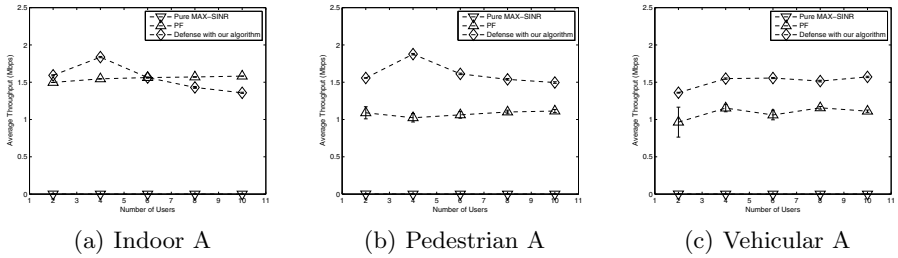 2.5
2
1.5
1
0.5
0
Average Throughput (Mbps)
1 2 3 4 5 6 7 8 9 10 11
Number of Users
Pure MAX−SINR
PF
Defense with our algorithm
(a) Indoor A
2.5
2
1.5
1
0.5
0
Average Throughput (Mbps)
1 2 3 4 5 6 7 8 9 10 11
Number of Users
Pure MAX−SINR
PF
Defense with our algorithm
(b) Pedestrian A
2.5
2
1.5
1
0.5
0
Average Throughput (Mbps)
1 2 3 4 5 6 7 8 9 10 11
Number of Users
Pure MAX−SINR
PF
Defense with our algorithm
(c) Vehicular A